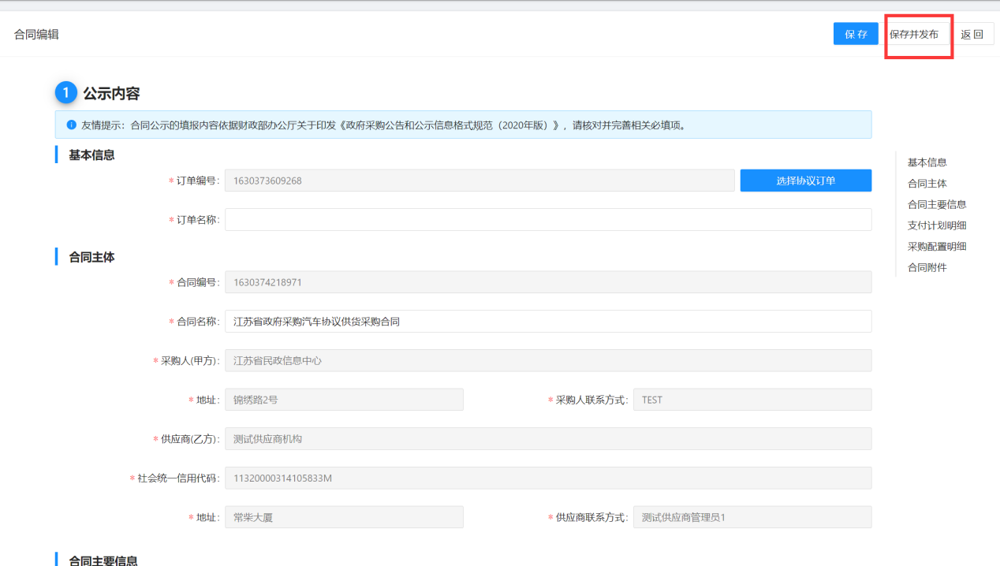 合同编辑
保 存
保存并发布
返 回
1 公示内容
友情提示：合同公示的填报内容依据财政部办公厅关于印发《政府采购公告和公示信息格式规范（2020年版）》，请核对并完善相关必填项。
基本信息
* 订单编号： 1630373609268 选择协议订单
* 订单名称：
合同主体
* 合同编号： 1630374218971
* 合同名称： 江苏省政府采购汽车协议供货采购合同
* 采购人(甲方)： 江苏省民政信息中心
* 地址： 锦绣路2号 * 采购人联系方式： TEST
* 供应商(乙方)： 测试供应商机构
* 社会统一信用代码： 11320000314105833M
* 地址： 常柴大厦 * 供应商联系方式： 测试供应商管理员1
合同主要信息
基本信息
合同主体
合同主要信息
支付计划明细
采购配置明细
合同附件